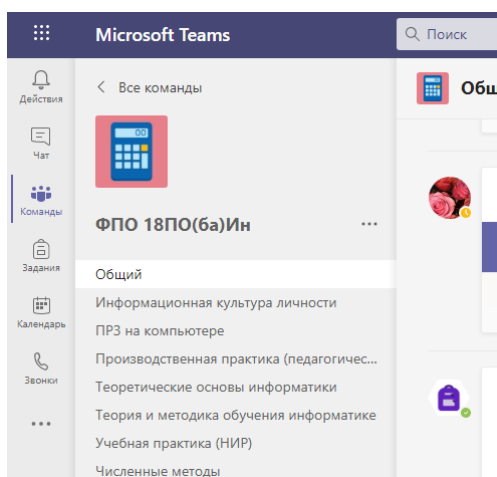 Microsoft Teams
Поиск
Действия
Чат
Команды
Задания
Календарь
Звонки
Все команды
ФПО 18ПО(ба)Ин
Общий
Информационная культура личности
ПРЗ на компьютере
Производственная практика (педагогичес...
Теоретические основы информатики
Теория и методика обучения информатике
Учебная практика (НИР)
Численные методы